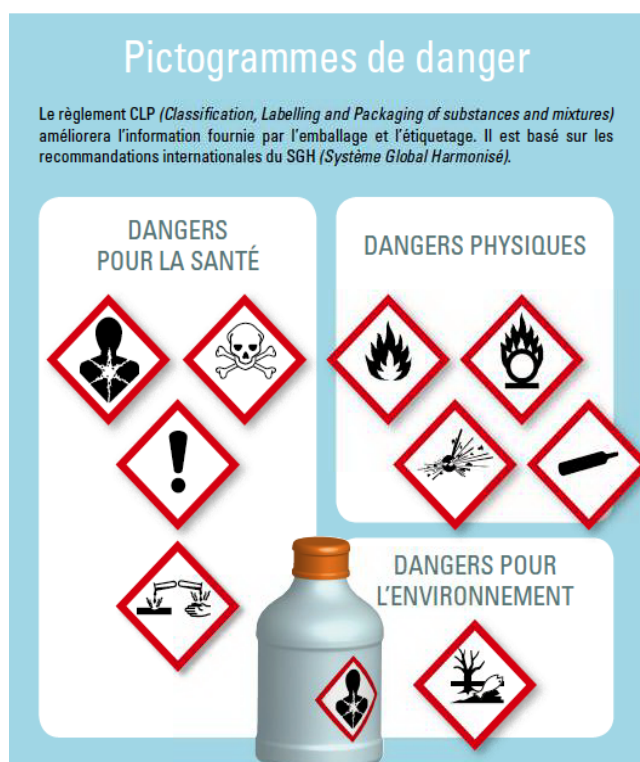 Pictogrammes de danger
Le règlement CLP (Classification, Labelling and Packaging of substances and mixtures)
améliorera l'information fournie par l'emballage et l'étiquetage. Il est basé sur les
recommandations internationales du SGH (Système Global Harmonisé).
DANGERS
POUR LA SANTÉ
DANGERS PHYSIQUES
DANGERS POUR
L'ENVIRONNEMENT